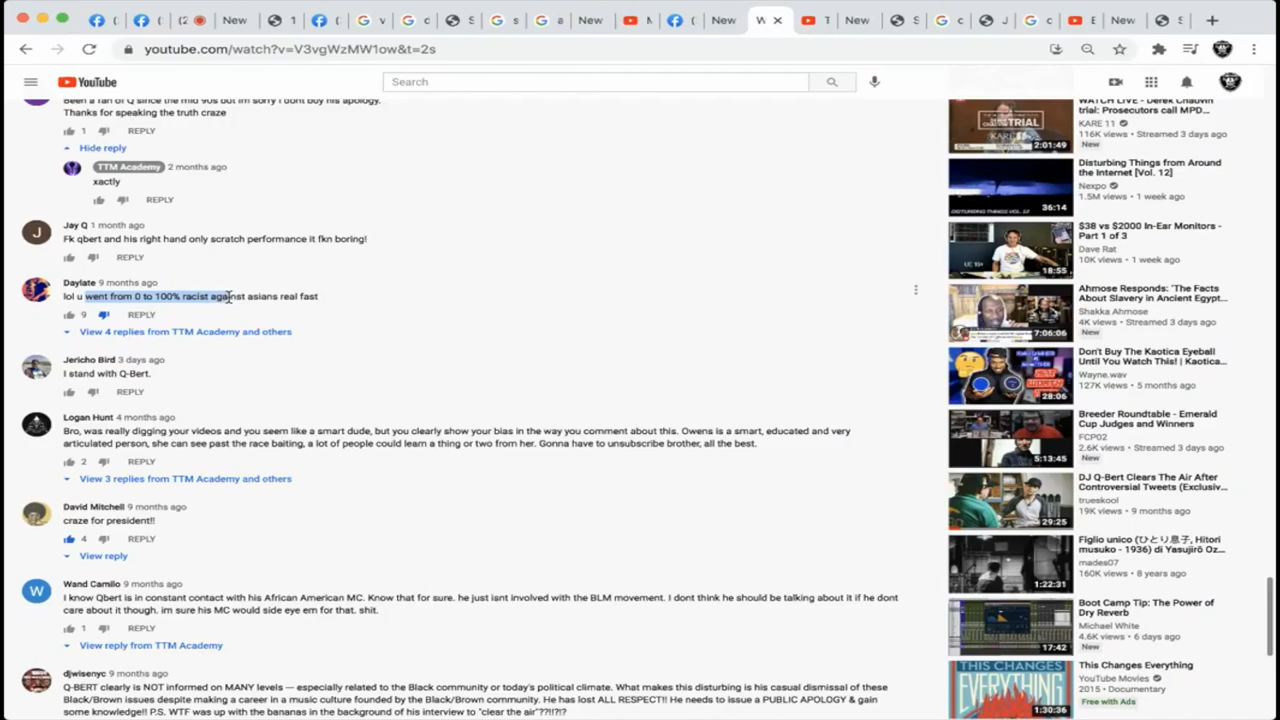 New
New
New
New
New
youtube.com/watch?v=V3vgWzMW1ow&t=2s
YouTube
Search
Been a fan of Q since the mid 90s but im sorry I dont buy his apology.
Thanks for speaking the truth craze
1 REPLY
Hide reply
TTM Academy 2 months ago
xactly
REPLY
Jay Q 1 month ago
Fk qbert and his right hand only scratch performance it fkn boring!
REPLY
Daylate 9 months ago
lol u went from 0 to 100% racist against asians real fast
9 REPLY
View 4 replies from TTM Academy and others
Jericho Bird 3 days ago
I stand with Q-Bert.
REPLY
Logan Hunt 4 months ago
Bro, was really digging your videos and you seem like a smart dude, but you clearly show your bias in the way you comment about this. Owens is a smart, educated and very
articulated person, she can see past the race baiting, a lot of people could learn a thing or two from her. Gonna have to unsubscribe brother, all the best.
2 REPLY
View 3 replies from TTM Academy and others
David Mitchell 9 months ago
craze for president!!
4 REPLY
View reply
Wand Camilo 9 months ago
I know Qbert is in constant contact with his African American MC. Know that for sure. he just isnt involved with the BLM movement. I dont think he should be talking about it if he dont
care about it though. im sure his MC would side eye em for that. shit.
1 REPLY
View reply from TTM Academy
djwisenyc 9 months ago
Q-BERT clearly is NOT informed on MANY levels — especially related to the Black community or today's political climate. What makes this disturbing is his casual dismissal of these
Black/Brown issues despite making a career in a music culture founded by the Black/Brown community. He has lost ALL RESPECT!! He needs to issue a PUBLIC APOLOGY & gain
some knowledge!! P.S. WTF was up with the bananas in the background of his interview to "clear the air"??!!?!?
WATCH LIVE - Derek Chauvin
trial: Prosecutors call MPD...
KARE 11
116K views • Streamed 3 days ago
New
TRIAL
2:01:49
Disturbing Things from Around
the Internet [Vol. 12]
Nexpo
1.5M views • 1 week ago
36:14
$38 vs $2000 In-Ear Monitors -
Part 1 of 3
Dave Rat
10K views • 1 week ago
18:55
Ahmose Responds: 'The Facts
About Slavery in Ancient Egypt...
Shakka Ahmose
4K views • Streamed 3 days ago
New
7:06:06
Don't Buy The Kaotica Eyeball
Until You Watch This! | Kaotica...
Wayne.wav
127K views • 5 months ago
28:06
Breeder Roundtable - Emerald
Cup Judges and Winners
FCP02
2.6K views • 6 days ago
New
5:13:45
DJ Q-Bert Clears The Air After
Controversial Tweets (Exclusiv...
trueskool
19K views • 9 months ago
29:25
Figlio unico (ひとり息子, Hitori
musuko - 1936) di Yasujirō Oz...
mades07
160K views • 8 years ago
1:22:31
Boot Camp Tip: The Power of
Dry Reverb
Michael White
4.6K views • 6 days ago
New
17:42
This Changes Everything
YouTube Movies
2015 • Documentary
Free with Ads
THIS CHANGES
EVERYTHING
1:30:36